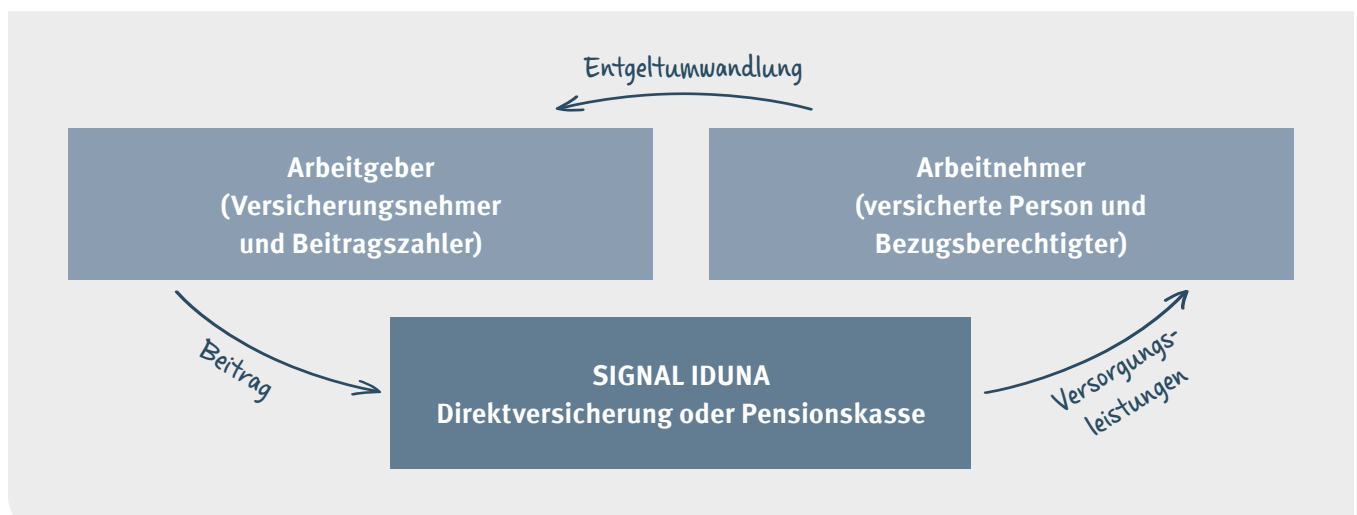 Entgeltumwandlung
Arbeitgeber
(Versicherungsnehmer
und Beitragszahler)
Arbeitnehmer
(versicherte Person und
Bezugsberechtigter)
Beitrag
SIGNAL IDUNA
Direktversicherung oder Pensionskasse
Versorgungs-
leistungen